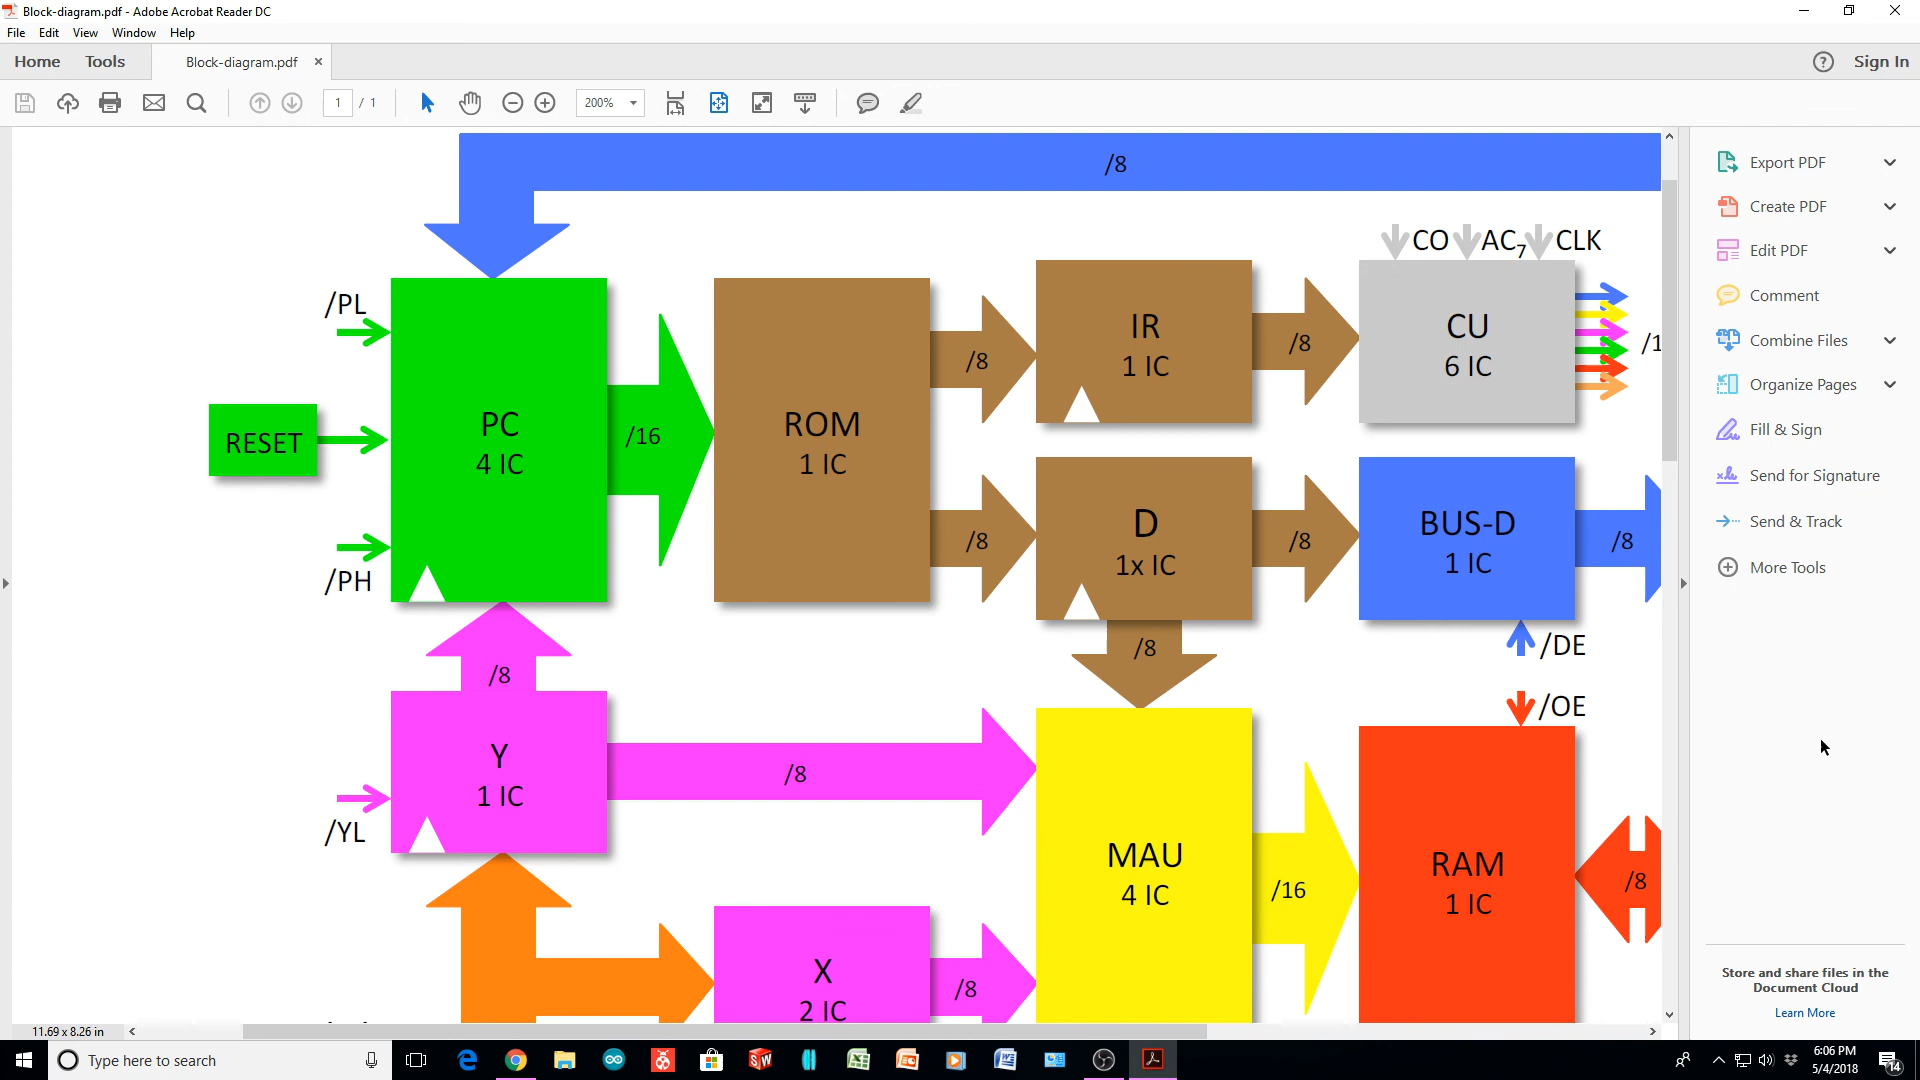 Block-diagram.pdf - Adobe Acrobat Reader DC
File Edit View Window Help
Home Tools Block-diagram.pdf × Sign In
1 / 1 200%
/8
CO AC7 CLK
/PL
/PH
RESET
PC
4 IC
/16
ROM
1 IC
/8
IR
1 IC
/8
CU
6 IC
/1
/8
D
1x IC
/8
BUS-D
1 IC
/8
/DE
/8
/8
/OE
Y
1 IC
/YL
/8
MAU
4 IC
/16
RAM
1 IC
/8
X
2 IC
/8
Export PDF
Create PDF
Edit PDF
Comment
Combine Files
Organize Pages
Fill & Sign
Send for Signature
Send & Track
More Tools
Store and share files in the
Document Cloud
Learn More
11.69 x 8.26 in
Type here to search
6:06 PM
5/4/2018
14